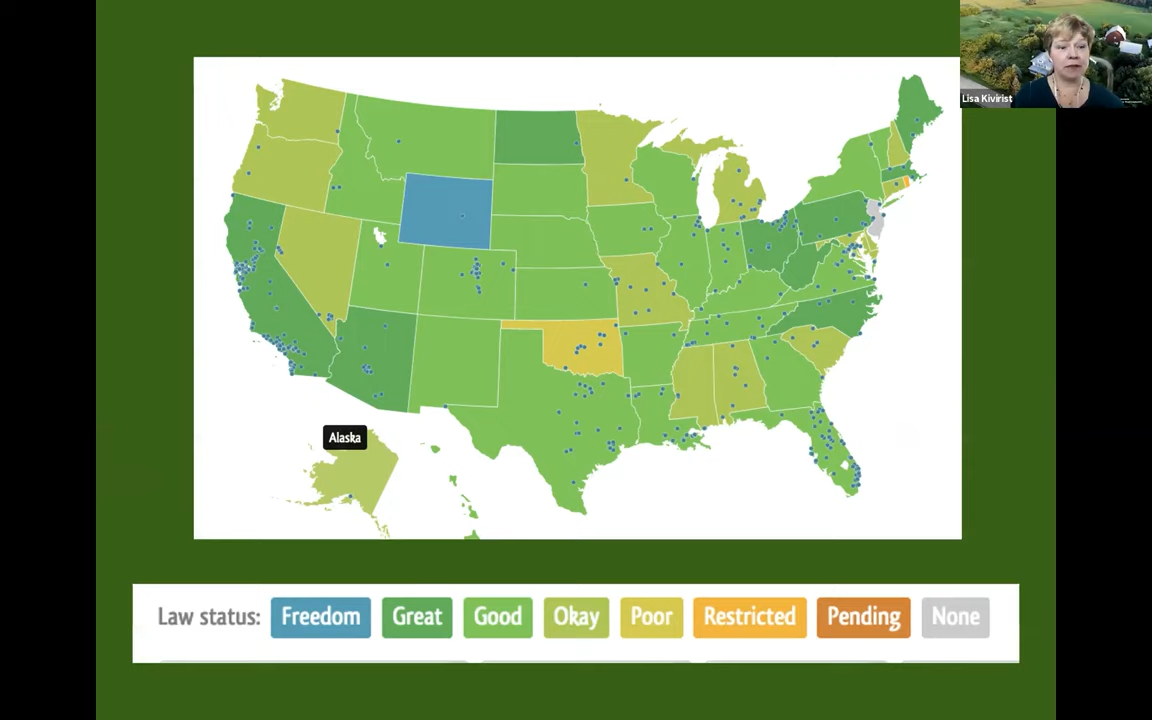 Lisa Kivirist
Alaska
Law status: Freedom Great Good Okay Poor Restricted Pending None